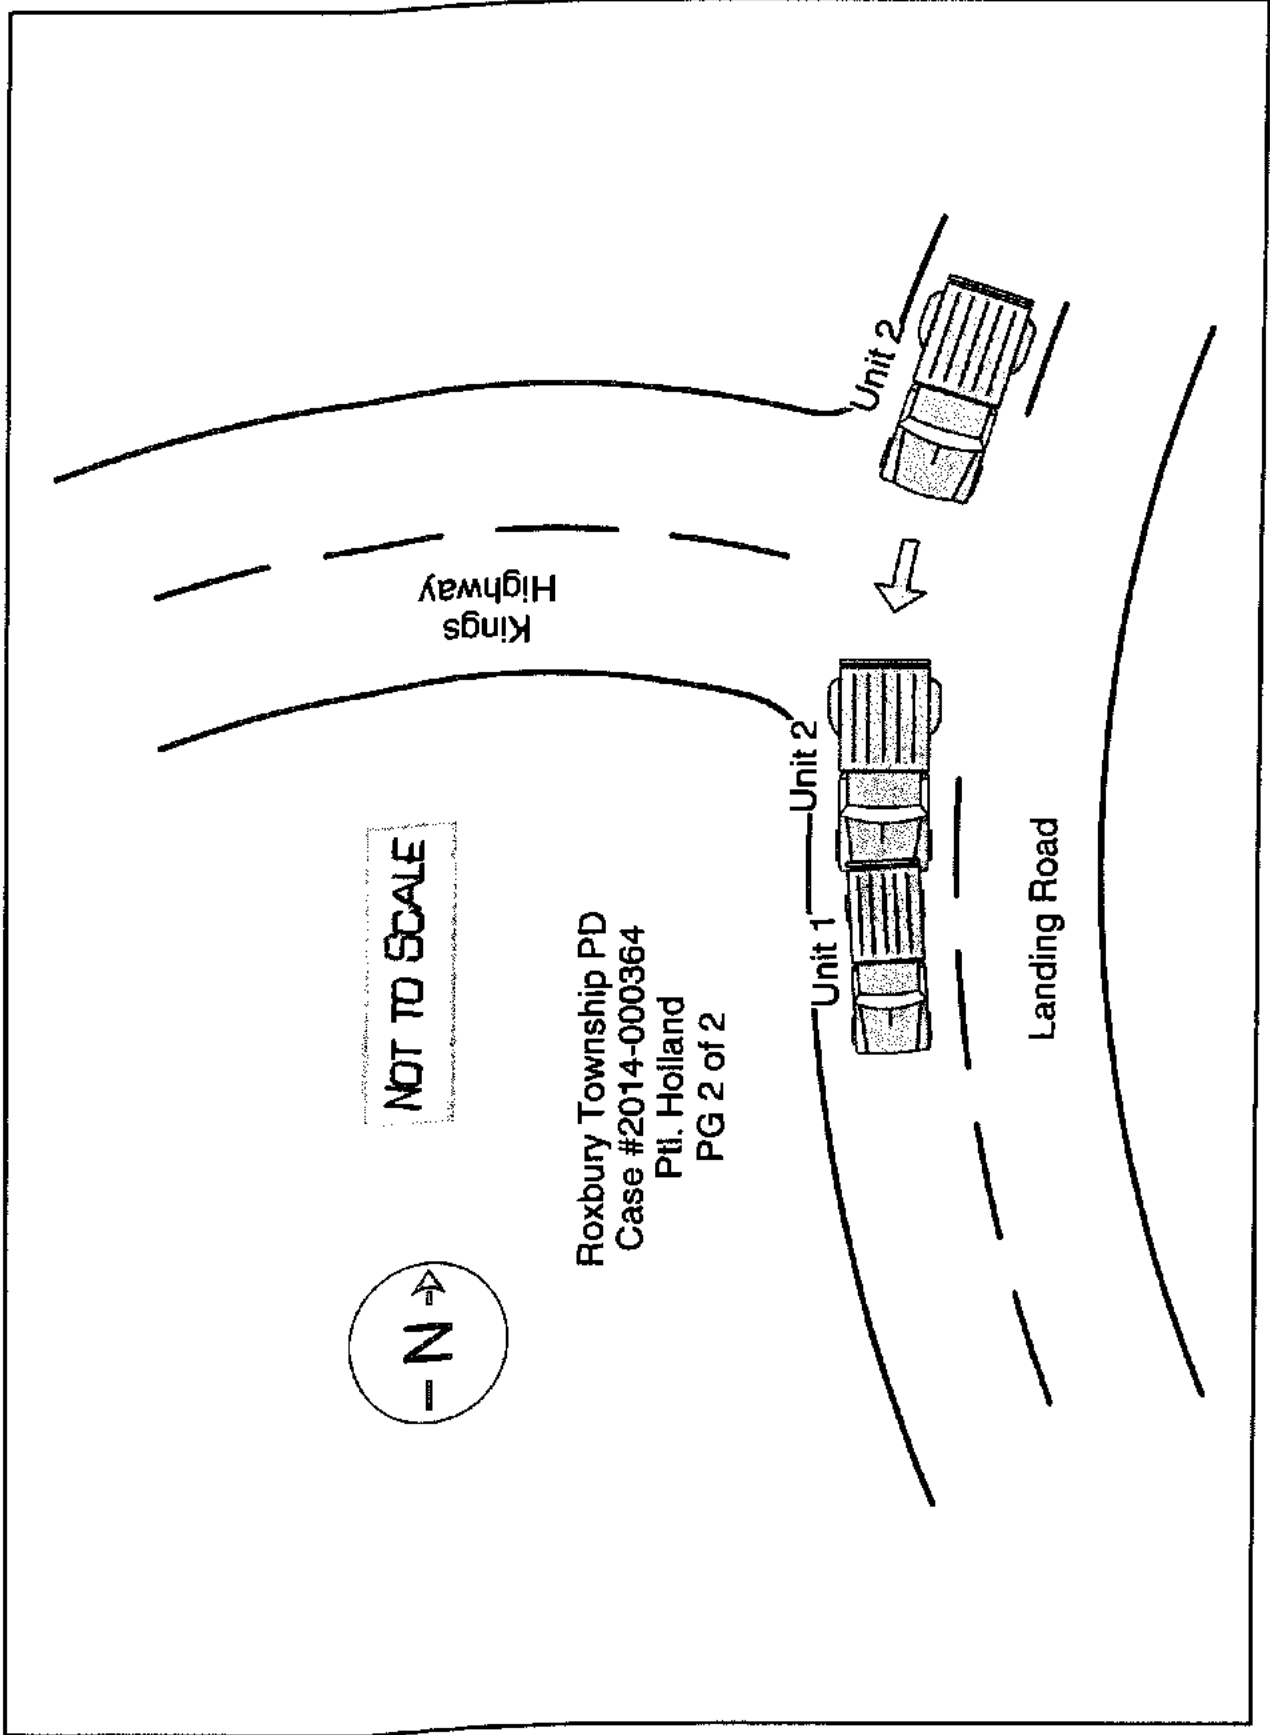 NOT TO SCALE
N
Roxbury Township PD
Case #2014-000364
Ptl. Holland
PG 2 of 2
Kings
Highway
Unit 2
Unit 2
Unit 1
Landing Road